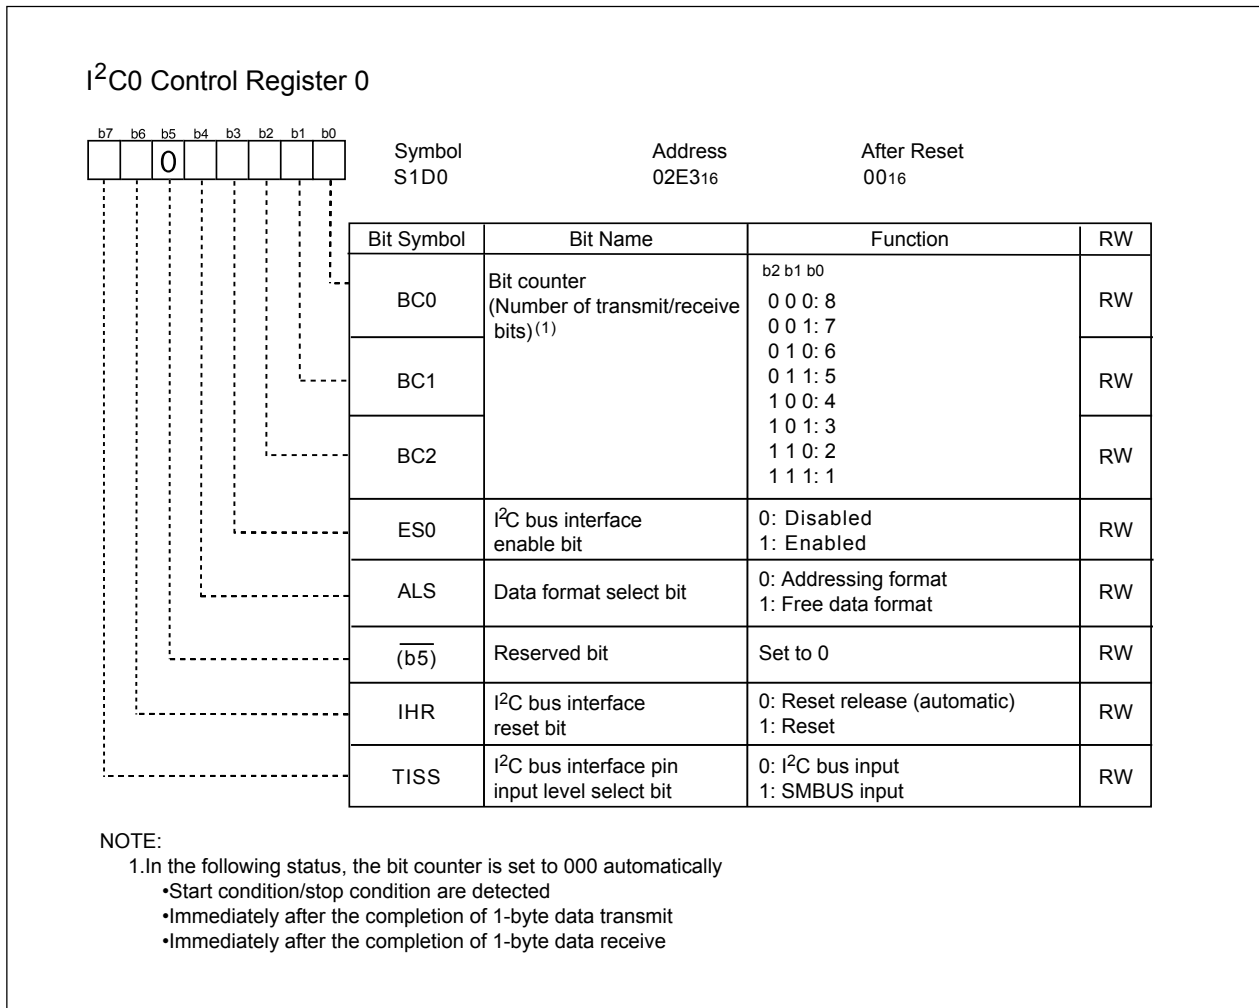 I²C0 Control Register 0
b7 b6 b5 b4 b3 b2 b1 b0
0
Symbol Address After Reset
S1D0 02E316 0016
Bit Symbol Bit Name Function RW
BC0 Bit counter
(Number of transmit/receive
bits)(1)
b2 b1 b0
0 0 0: 8
0 0 1: 7
0 1 0: 6
0 1 1: 5
1 0 0: 4
1 0 1: 3
1 1 0: 2
1 1 1: 1
RW
BC1 RW
BC2 RW
ES0 I²C bus interface
enable bit
0: Disabled
1: Enabled
RW
ALS Data format select bit
0: Addressing format
1: Free data format
RW
(b5) Reserved bit Set to 0 RW
IHR I²C bus interface
reset bit
0: Reset release (automatic)
1: Reset
RW
TISS I²C bus interface pin
input level select bit
0: I²C bus input
1: SMBUS input
RW
NOTE:
1.In the following status, the bit counter is set to 000 automatically
•Start condition/stop condition are detected
•Immediately after the completion of 1-byte data transmit
•Immediately after the completion of 1-byte data receive